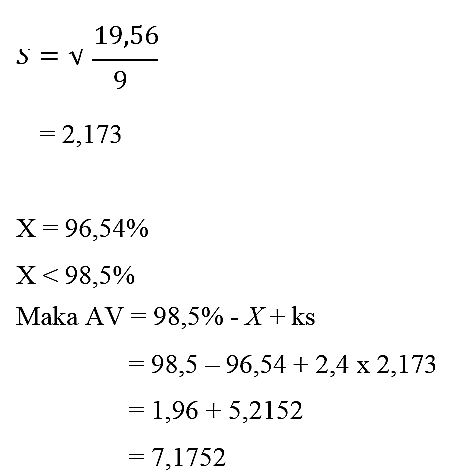 S = √ 19,56 / 9
= 2,173
X = 96,54%
X < 98,5%
Maka AV = 98,5% - X + ks
= 98,5 – 96,54 + 2,4 x 2,173
= 1,96 + 5,2152
= 7,1752